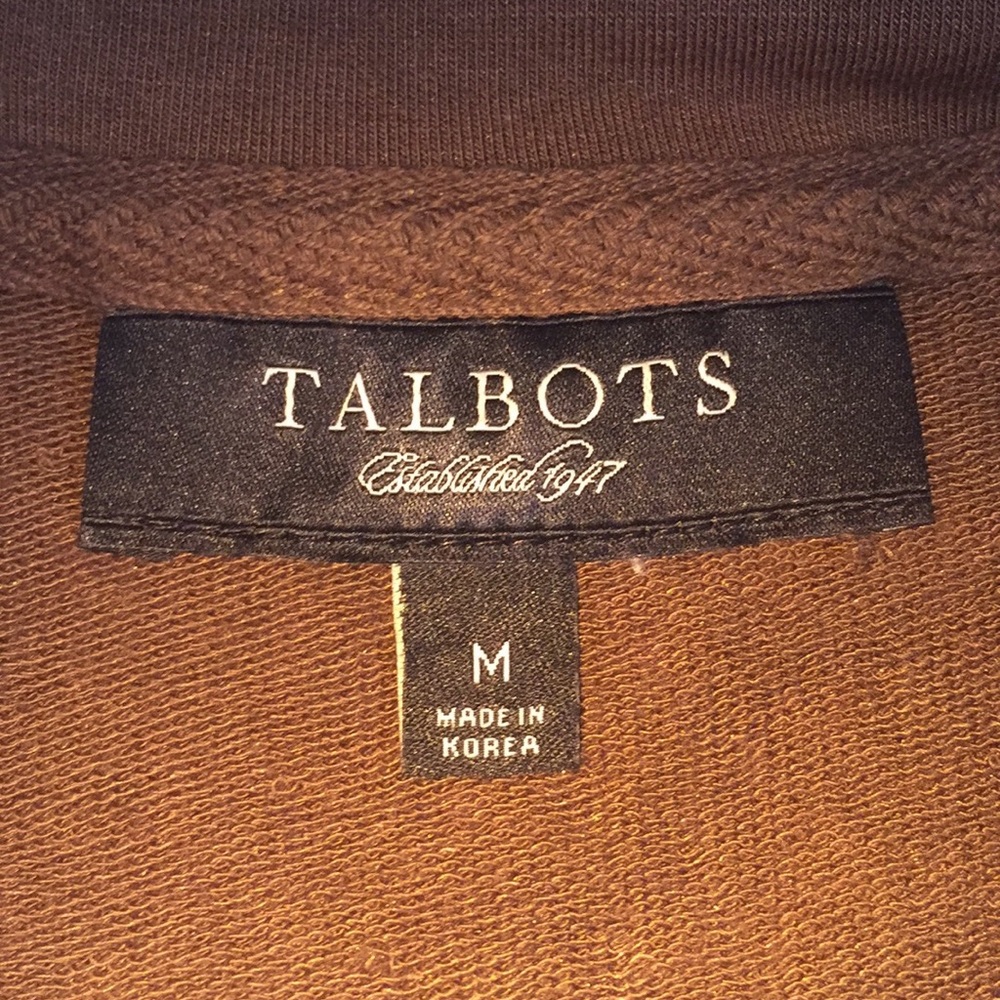 TALBOTS
Established 1947
M
MADE IN
KOREA